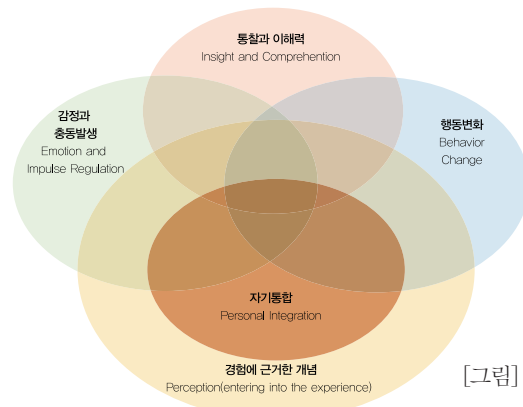 통찰과 이해력
Insight and Comprehention
감정과
충동발생
Emotion and
Impulse Regulation
행동변화
Behavior
Change
자기통합
Personal Integration
경험에 근거한 개념
Perception(entering into the experience)
[그림]